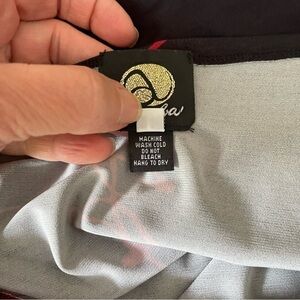 MACHINE
WASH COLD
DO NOT
BLEACH
HANG TO DRY